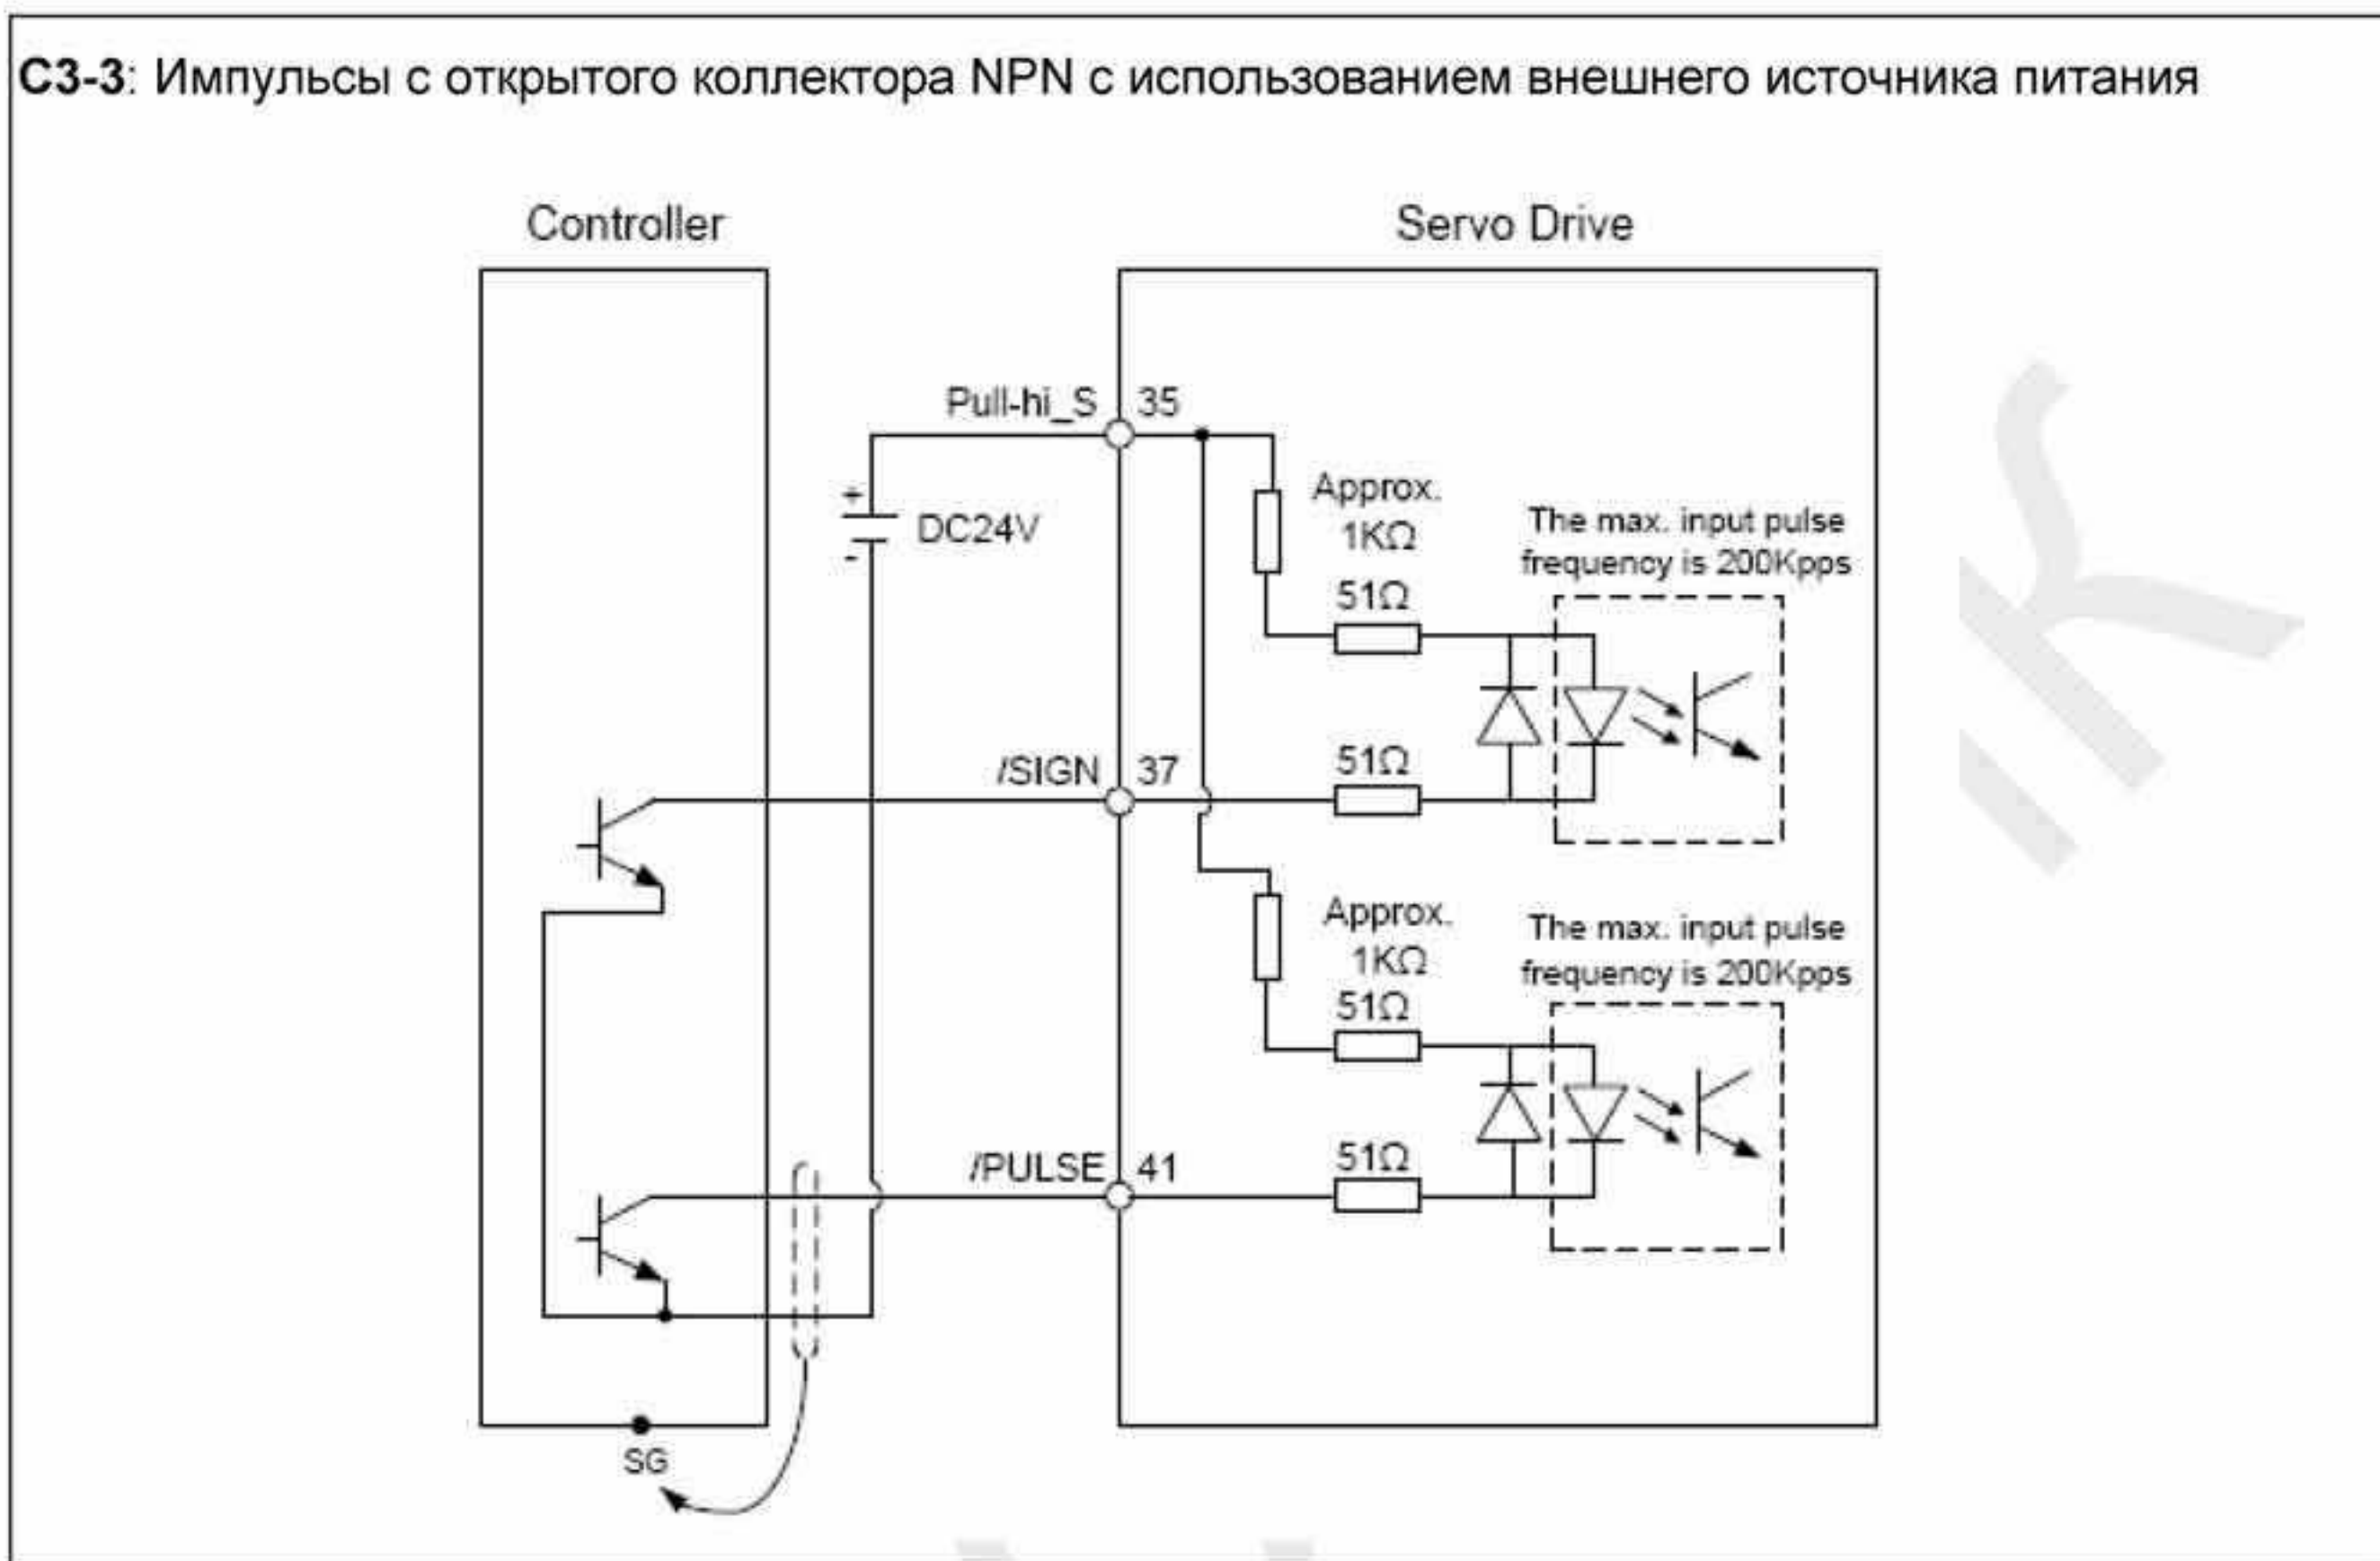 C3-3: Импульсы с открытого коллектора NPN с использованием внешнего источника питания
Controller
Servo Drive
Pull-hi_S
35
+
DC24V
-
Approx.
1KΩ
51Ω
The max. input pulse
frequency is 200Kpps
/SIGN
37
51Ω
Approx.
1KΩ
51Ω
The max. input pulse
frequency is 200Kpps
/PULSE
41
51Ω
SG